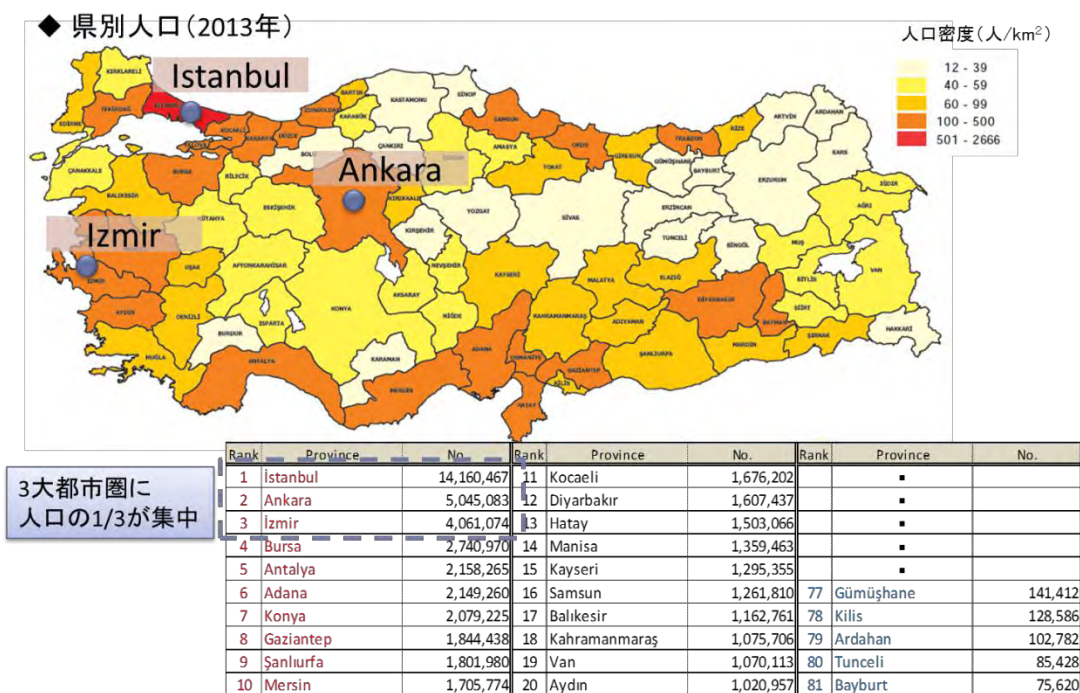 ◆ 県別人口(2013年)
人口密度(人/km²)
12 - 39
40 - 59
60 - 99
100 - 500
501 - 2666
Istanbul
Ankara
Izmir
KIRKLARELİ
TEKİRDAĞ
EDİRNE
KOCAELİ
SAKARYA
DÜZCE
ZONGULDAK
BARTIN
KARABÜK
KASTAMONU
SİNOP
SAMSUN
ORDU
TRABZON
RİZE
ARTVİN
ARDAHAN
KARS
BOLU
ÇANKIRI
AMASYA
TOKAT
GİRESUN
GÜMÜŞHANE
BAYBURT
ERZURUM
IĞDIR
AĞRI
ÇANAKKALE
BALIKESİR
BURSA
BİLECİK
ESKİŞEHİR
KÜTAHYA
KIRIKKALE
YOZGAT
SİVAS
ERZİNCAN
TUNCELİ
BİNGÖL
MUŞ
VAN
BİTLİS
KIRŞEHİR
NEVŞEHİR
KAYSERİ
MALATYA
ELAZIĞ
DİYARBAKIR
BATMAN
SİİRT
HAKKARİ
ŞIRNAK
MARDİN
ŞANLIURFA
ADIYAMAN
KAHRAMANMARAŞ
UŞAK
AFYONKARAHİSAR
İZMİR
AYDIN
DENİZLİ
MUĞLA
BURDUR
ISPARTA
KONYA
AKSARAY
NİĞDE
KARAMAN
ANTALYA
MERSİN
ADANA
OSMANİYE
GAZİANTEP
KİLİS
HATAY
3大都市圏に
人口の1/3が集中
Rank Province No. Rank Province No. Rank Province No.
1 İstanbul 14,160,467 11 Kocaeli 1,676,202 ▪
2 Ankara 5,045,083 12 Diyarbakır 1,607,437 ▪
3 İzmir 4,061,074 13 Hatay 1,503,066 ▪
4 Bursa 2,740,970 14 Manisa 1,359,463 ▪
5 Antalya 2,158,265 15 Kayseri 1,295,355 ▪
6 Adana 2,149,260 16 Samsun 1,261,810 77 Gümüşhane 141,412
7 Konya 2,079,225 17 Balıkesir 1,162,761 78 Kilis 128,586
8 Gaziantep 1,844,438 18 Kahramanmaraş 1,075,706 79 Ardahan 102,782
9 Şanlıurfa 1,801,980 19 Van 1,070,113 80 Tunceli 85,428
10 Mersin 1,705,774 20 Aydın 1,020,957 81 Bayburt 75,620